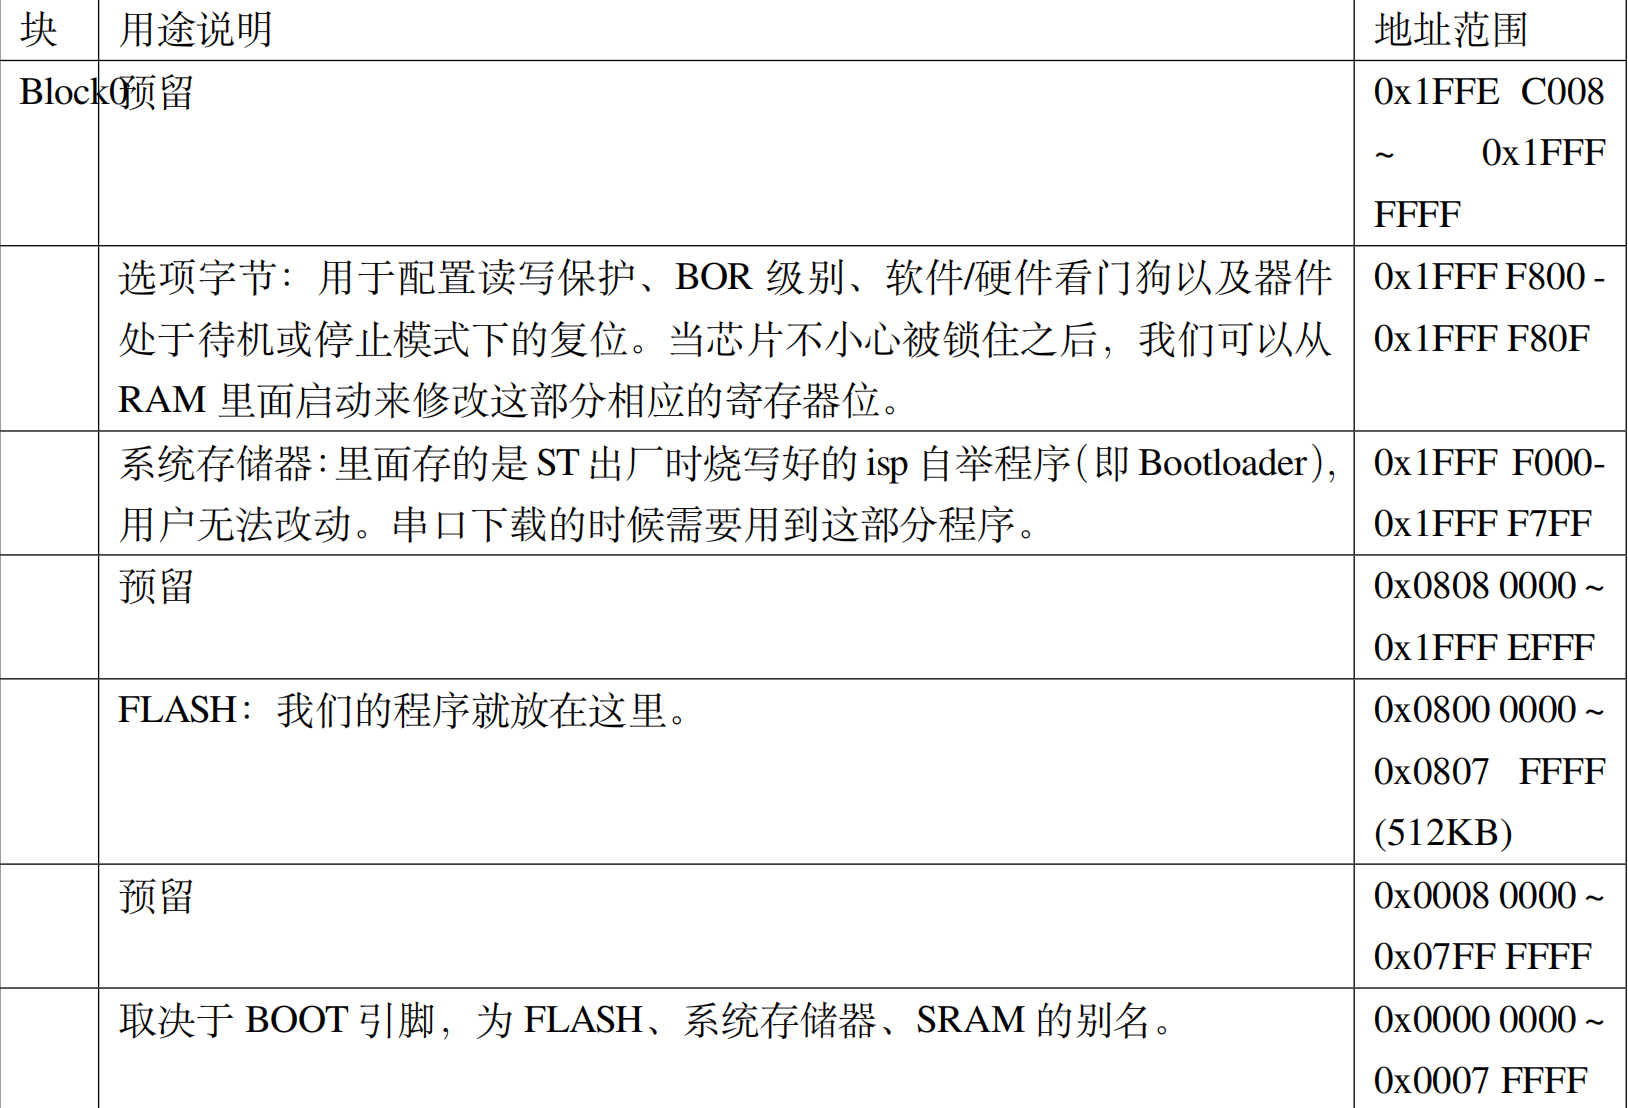 块 用途说明 地址范围
Block0 预留 0x1FFE C008
~ 0x1FFF
FFFF
选项字节：用于配置读写保护、BOR 级别、软件/硬件看门狗以及器件 0x1FFF F800 -
处于待机或停止模式下的复位。当芯片不小心被锁住之后，我们可以从 0x1FFF F80F
RAM 里面启动来修改这部分相应的寄存器位。
系统存储器：里面存的是 ST 出厂时烧写好的 isp 自举程序（即 Bootloader）， 0x1FFF F000-
用户无法改动。串口下载的时候需要用到这部分程序。 0x1FFF F7FF
预留 0x0808 0000 ~
0x1FFF EFFF
FLASH：我们的程序就放在这里。 0x0800 0000 ~
0x0807 FFFF
(512KB)
预留 0x0008 0000 ~
0x07FF FFFF
取决于 BOOT 引脚，为 FLASH、系统存储器、SRAM 的别名。 0x0000 0000 ~
0x0007 FFFF